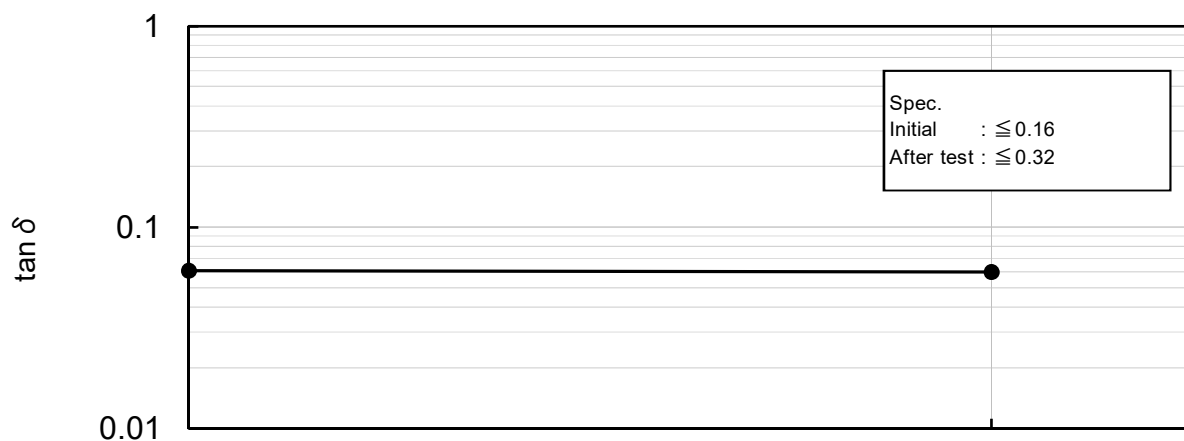 1
Spec.
Initial : ≦0.16
After test : ≦0.32
0.1
tan δ
0.01